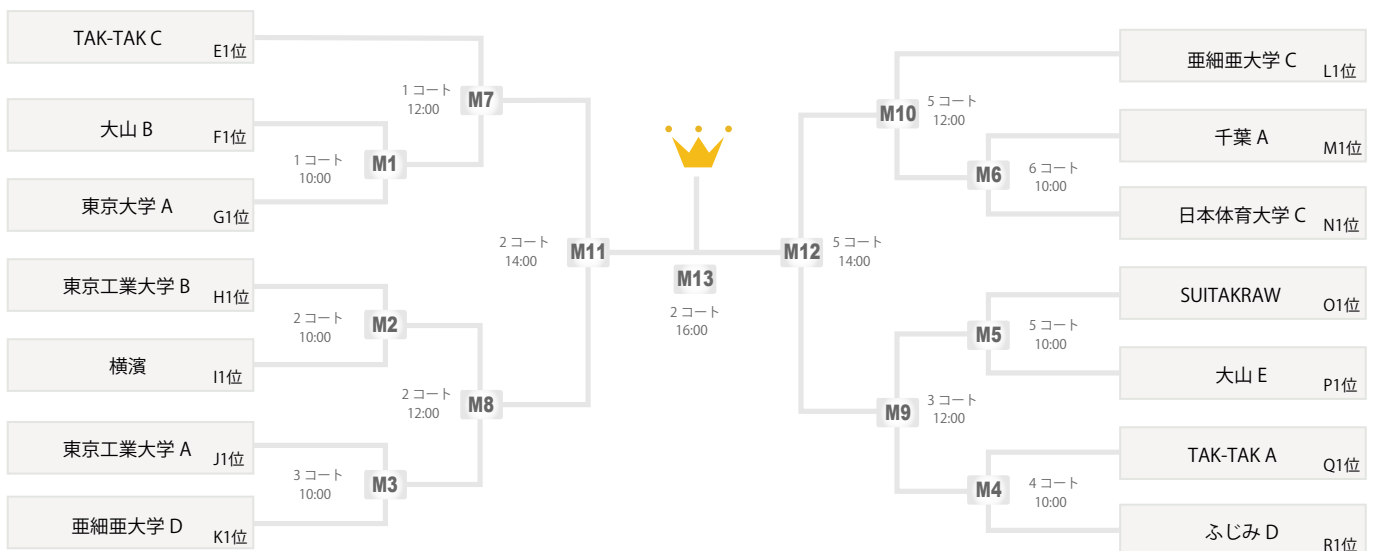 TAK-TAK C
E1位
大山 B
F1位
東京大学 A
G1位
東京工業大学 B
H1位
横濱
I1位
東京工業大学 A
J1位
亜細亜大学 D
K1位
1 コート
10:00
M1
2 コート
10:00
M2
3 コート
10:00
M3
1 コート
12:00
M7
2 コート
12:00
M8
2 コート
14:00
M11
M13
2 コート
16:00
M12
5 コート
14:00
M10
5 コート
12:00
M9
3 コート
12:00
M6
6 コート
10:00
M5
5 コート
10:00
M4
4 コート
10:00
亜細亜大学 C
L1位
千葉 A
M1位
日本体育大学 C
N1位
SUITAKRAW
O1位
大山 E
P1位
TAK-TAK A
Q1位
ふじみ D
R1位